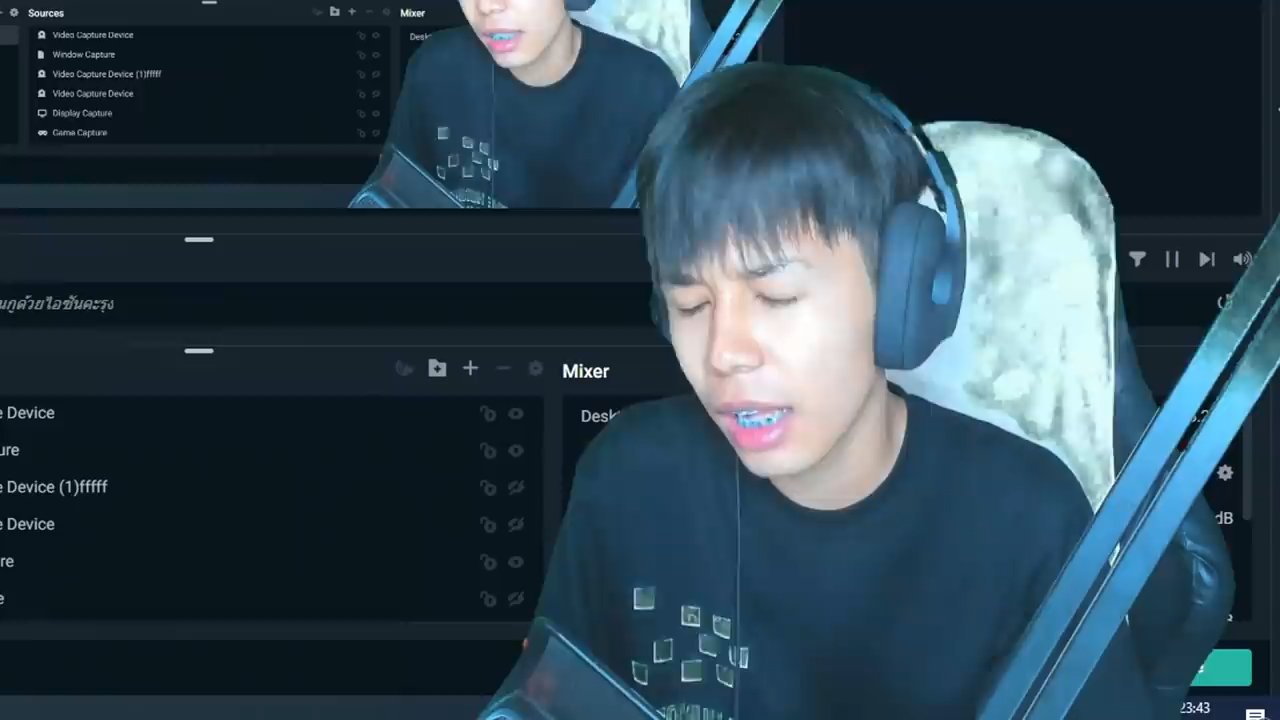 Sources
Mixer
Video Capture Device
Window Capture
Video Capture Device (1)fffff
Video Capture Device
Display Capture
Game Capture
นกูด้วยไอซันคะรุง
Mixer
e Device
Desk
ure
e Device (1)fffff
dB
e Device
re
e
23:43